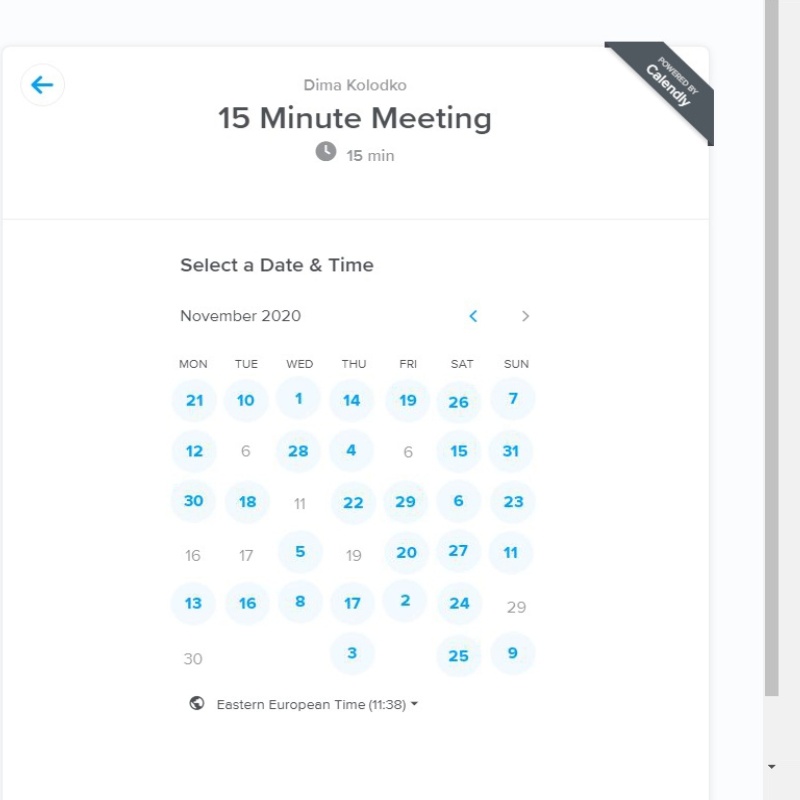 POWERED BY
Calendly
Dima Kolodko
15 Minute Meeting
15 min
Select a Date & Time
November 2020
MON TUE WED THU FRI SAT SUN
21 10 1 14 19 26 7
12 6 28 4 6 15 31
30 18 11 22 29 6 23
16 17 5 19 20 27 11
13 16 8 17 2 24 29
30 3 25 9
Eastern European Time (11:38)